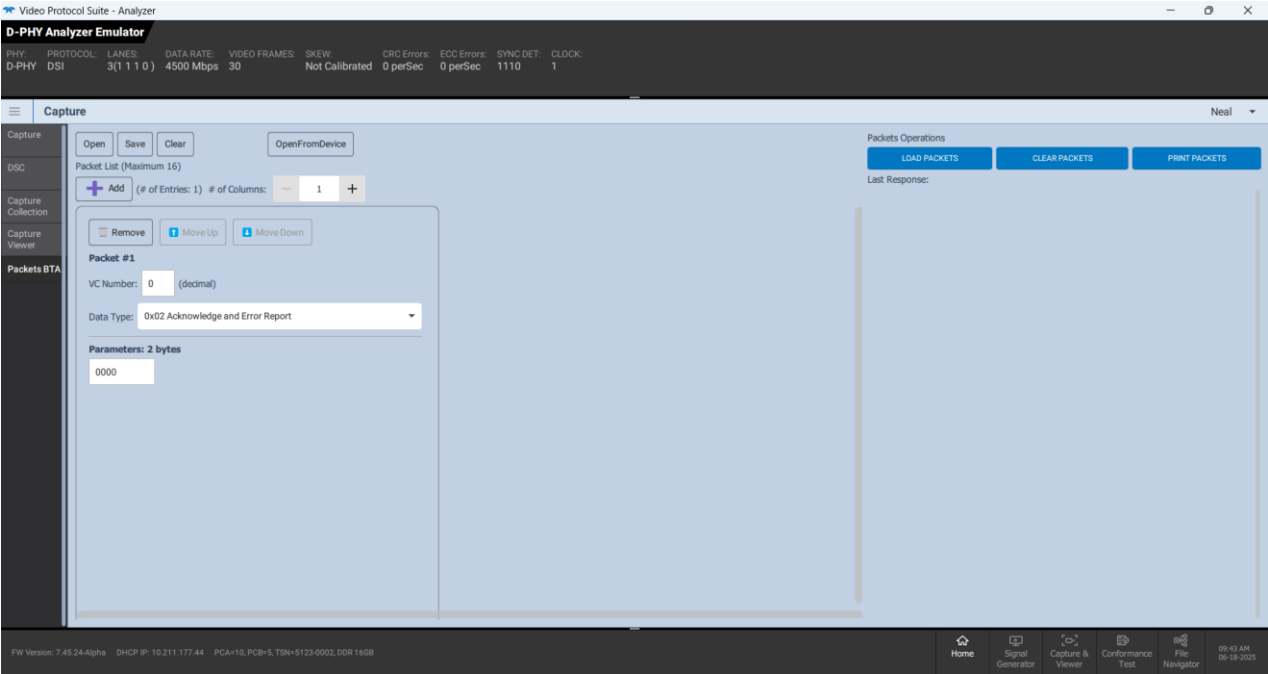 Video Protocol Suite - Analyzer
D-PHY Analyzer Emulator
PHY: PROTOCOL: LANES: DATA RATE: VIDEO FRAMES: SKEW: CRC Errors: ECC Errors: SYNC DET: CLOCK:
D-PHY DSI 3(1 1 1 0 ) 4500 Mbps 30 Not Calibrated 0 perSec 0 perSec 1110 1
Capture Neal
Capture
DSC
Capture
Collection
Capture
Viewer
Packets BTA
Open Save Clear OpenFromDevice
Packet List (Maximum 16)
Add (# of Entries: 1) # of Columns: 1
Remove Move Up Move Down
Packet #1
VC Number: 0 (decimal)
Data Type: 0x02 Acknowledge and Error Report
Parameters: 2 bytes
0000
Packets Operations
LOAD PACKETS CLEAR PACKETS PRINT PACKETS
Last Response:
FW Version: 7.45.24-Alpha DHCP IP: 10.211.177.44 PCA=10, PCB=5, TSN=5123-0002, DDR 16GB
Home
Signal
Generator
Capture &
Viewer
Conformance
Test
File
Navigator
09:43 AM
06-18-2025